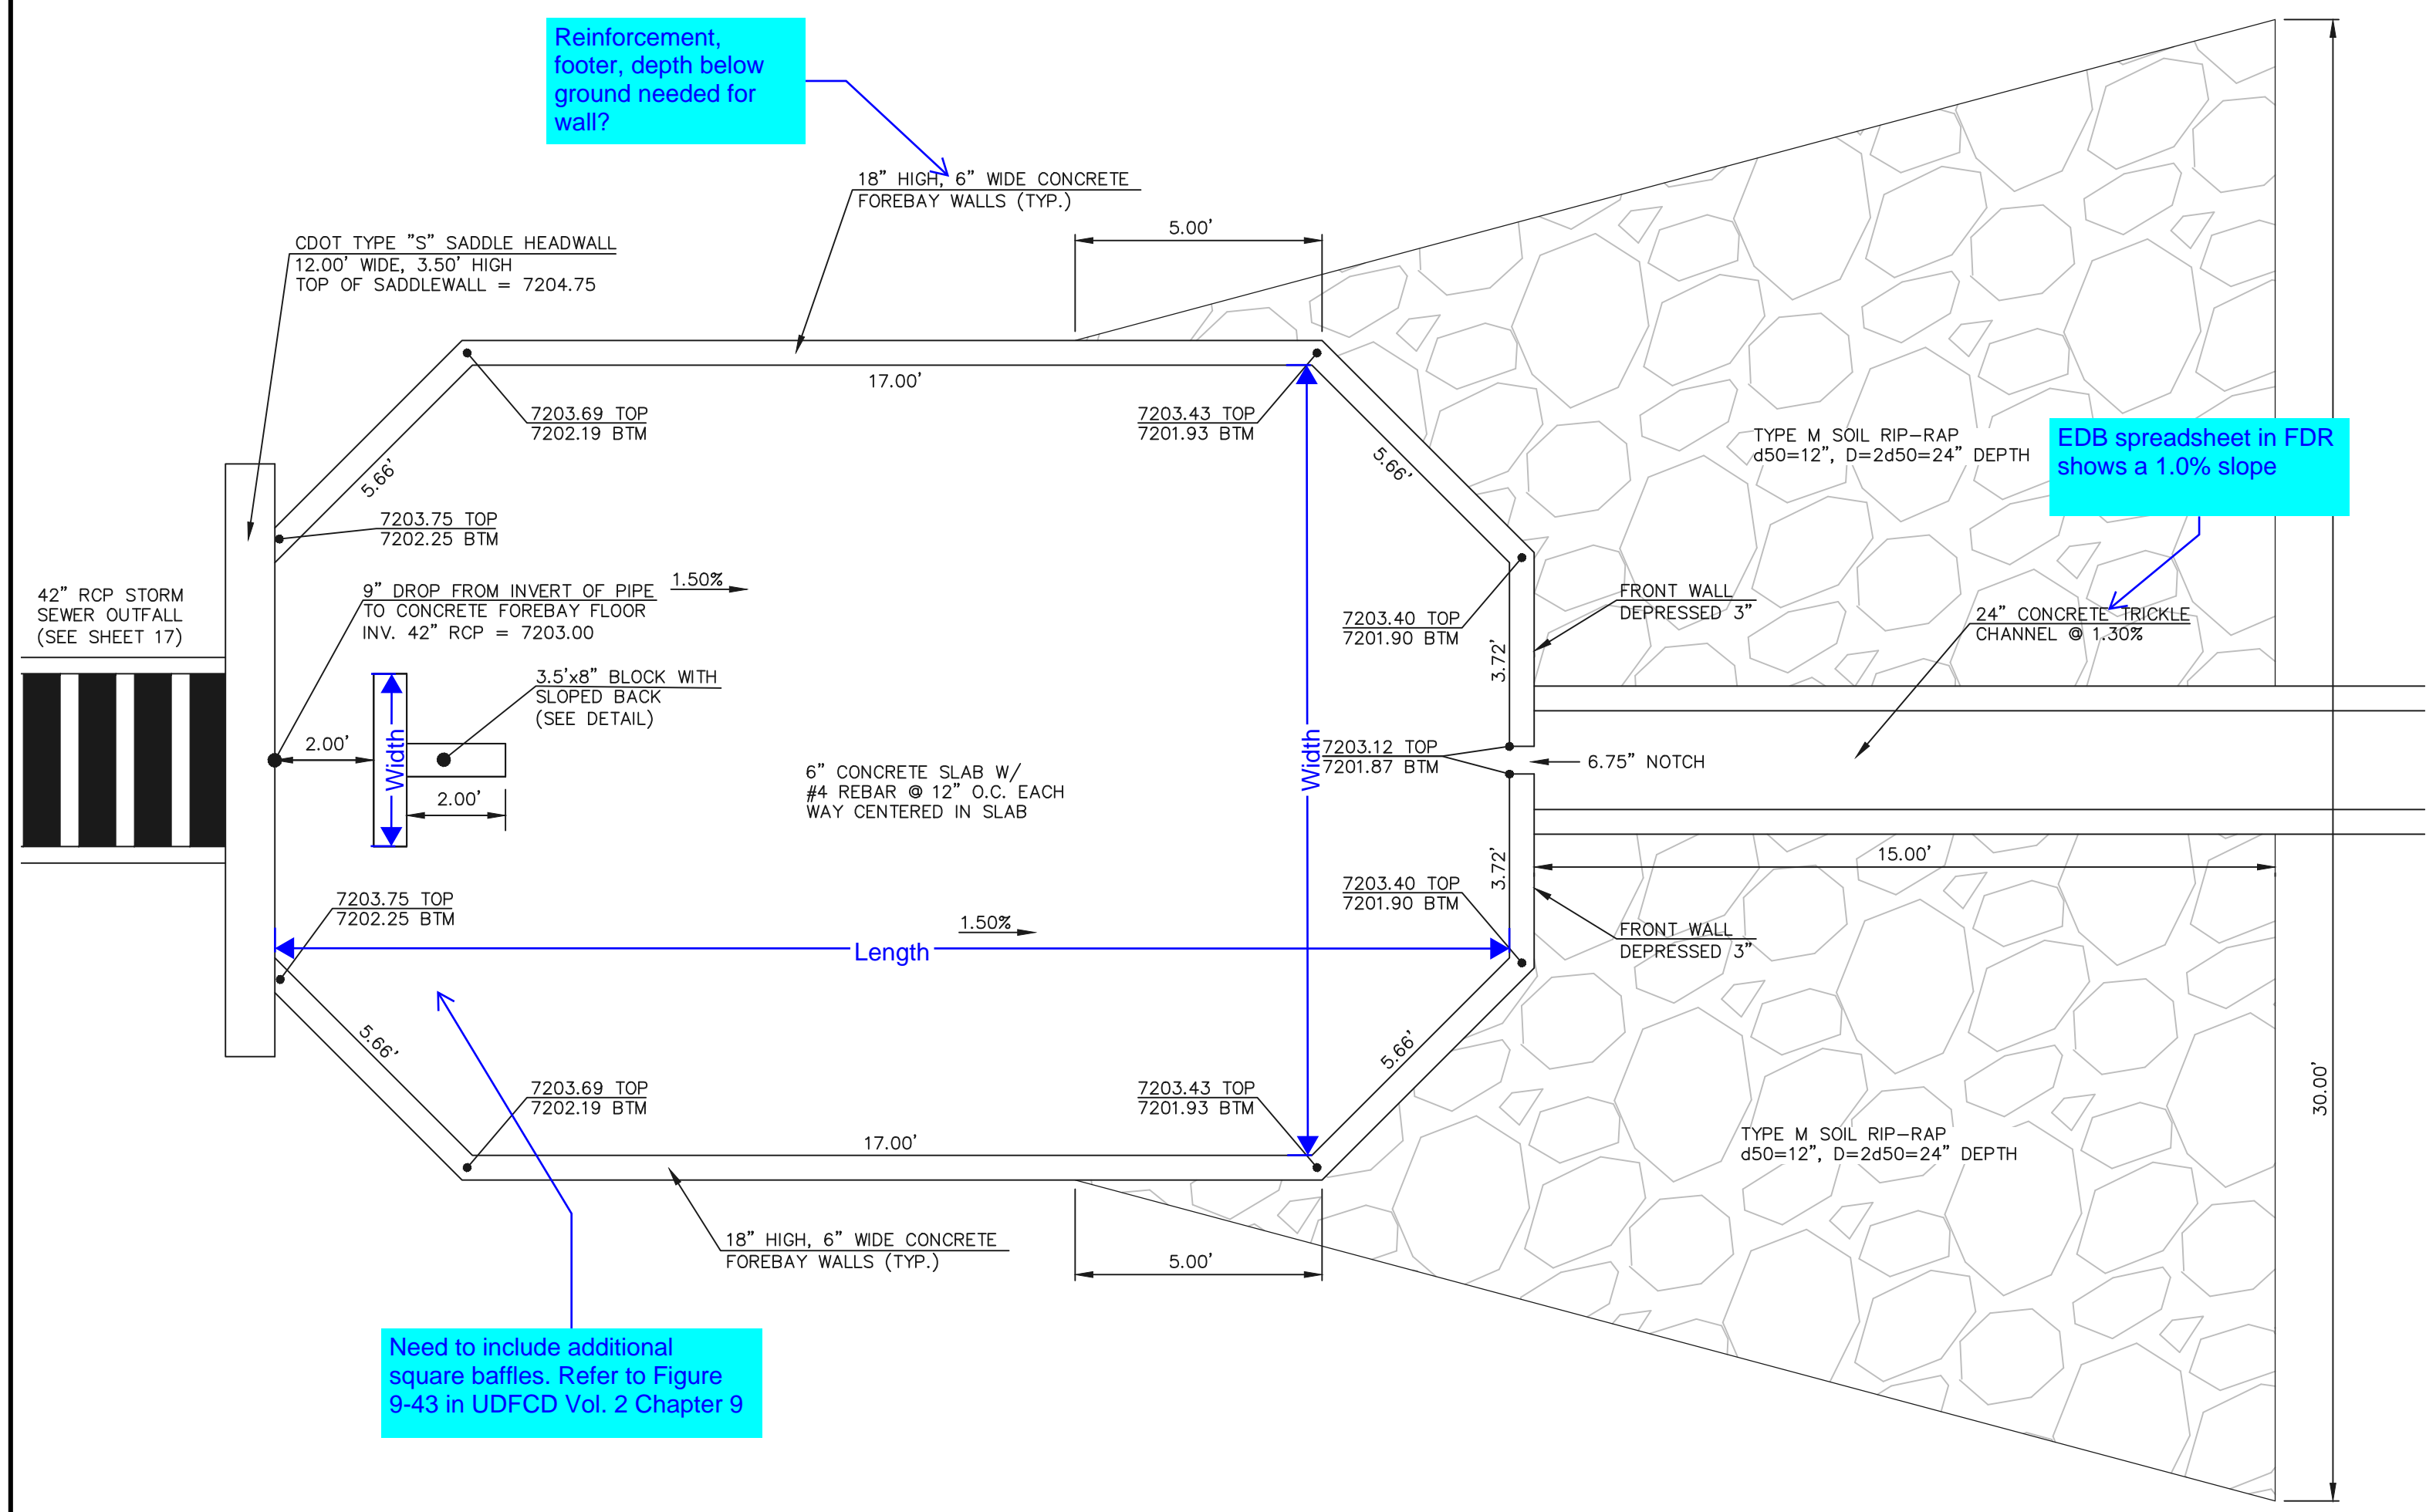 Reinforcement,
footer, depth below
ground needed for
wall?
18” HIGH, 6” WIDE CONCRETE
FOREBAY WALLS (TYP.)
5.00’
CDOT TYPE "S" SADDLE HEADWALL
12.00’ WIDE, 3.50’ HIGH
TOP OF SADDLEWALL = 7204.75
17.00’
7203.69 TOP
7202.19 BTM
7203.43 TOP
7201.93 BTM
5.66’
5.66’
TYPE M SOIL RIP-RAP
d50=12”, D=2d50=24” DEPTH
EDB spreadsheet in FDR
shows a 1.0% slope
7203.75 TOP
7202.25 BTM
42” RCP STORM
SEWER OUTFALL
(SEE SHEET 17)
9” DROP FROM INVERT OF PIPE
TO CONCRETE FOREBAY FLOOR
INV. 42” RCP = 7203.00
1.50%
7203.40 TOP
7201.90 BTM
FRONT WALL
DEPRESSED 3”
24” CONCRETE TRICKLE
CHANNEL @ 1.30%
3.72’
3.5’x8” BLOCK WITH
SLOPED BACK
(SEE DETAIL)
2.00’
Width
2.00’
Width
7203.12 TOP
7201.87 BTM
6.75” NOTCH
6” CONCRETE SLAB W/
#4 REBAR @ 12” O.C. EACH
WAY CENTERED IN SLAB
3.72’
15.00’
7203.40 TOP
7201.90 BTM
7203.75 TOP
7202.25 BTM
1.50%
Length
FRONT WALL
DEPRESSED 3”
5.66’
5.66’
7203.69 TOP
7202.19 BTM
7203.43 TOP
7201.93 BTM
30.00’
17.00’
TYPE M SOIL RIP-RAP
d50=12”, D=2d50=24” DEPTH
18” HIGH, 6” WIDE CONCRETE
FOREBAY WALLS (TYP.)
5.00’
Need to include additional
square baffles. Refer to Figure
9-43 in UDFCD Vol. 2 Chapter 9